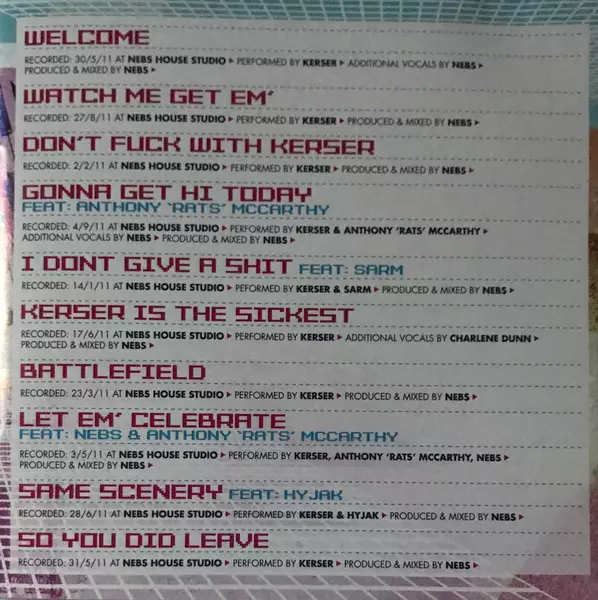 WELCOME
RECORDED: 30/5/11 AT NEBS HOUSE STUDIO ▸ PERFORMED BY KERSER ▸ ADDITIONAL VOCALS BY NEBS ▸
PRODUCED & MIXED BY NEBS ▸
WATCH ME GET EM'
RECORDED: 27/8/11 AT NEBS HOUSE STUDIO ▸ PERFORMED BY KERSER ▸ PRODUCED & MIXED BY NEBS ▸
DON'T FUCK WITH KERSER
RECORDED: 2/2/11 AT NEBS HOUSE STUDIO ▸ PERFORMED BY KERSER ▸ PRODUCED & MIXED BY NEBS ▸
GONNA GET HI TODAY
FEAT: ANTHONY 'RATS' MCCARTHY
RECORDED: 4/9/11 AT NEBS HOUSE STUDIO ▸ PERFORMED BY KERSER & ANTHONY 'RATS' MCCARTHY ▸
ADDITIONAL VOCALS BY NEBS ▸ PRODUCED & MIXED BY NEBS ▸
I DONT GIVE A SHIT FEAT: SARM
RECORDED: 14/1/11 AT NEBS HOUSE STUDIO ▸ PEFORMED BY KERSER & SARM ▸ PRODUCED & MIXED BY NEBS ▸
KERSER IS THE SICKEST
RECORDED: 17/6/11 AT NEBS HOUSE STUDIO ▸ PERFORMED BY KERSER ▸ ADDITIONAL VOCALS BY CHARLENE DUNN ▸
PRODUCED & MIXED BY NEBS ▸
BATTLEFIELD
RECORDED: 23/3/11 AT NEBS HOUSE STUDIO ▸ PERFORMED BY KERSER ▸ PRODUCED & MIXED BY NEBS ▸
LET EM' CELEBRATE
FEAT: NEBS & ANTHONY 'RATS' MCCARTHY
RECORDED: 3/5/11 AT NEBS HOUSE STUDIO ▸ PERFORMED BY KERSER, ANTHONY 'RATS' MCCARTHY, NEBS ▸
PRODUCED & MIXED BY NEBS ▸
SAME SCENERY FEAT: HYJAK
RECORDED: 28/6/11 AT NEBS HOUSE STUDIO ▸ PERFORMED BY KERSER & HYJAK ▸ PRODUCED & MIXED BY NEBS ▸
SO YOU DID LEAVE
RECORDED: 31/5/11 AT NEBS HOUSE STUDIO ▸ PERFORMED BY KERSER ▸ PRODUCED & MIXED BY NEBS ▸